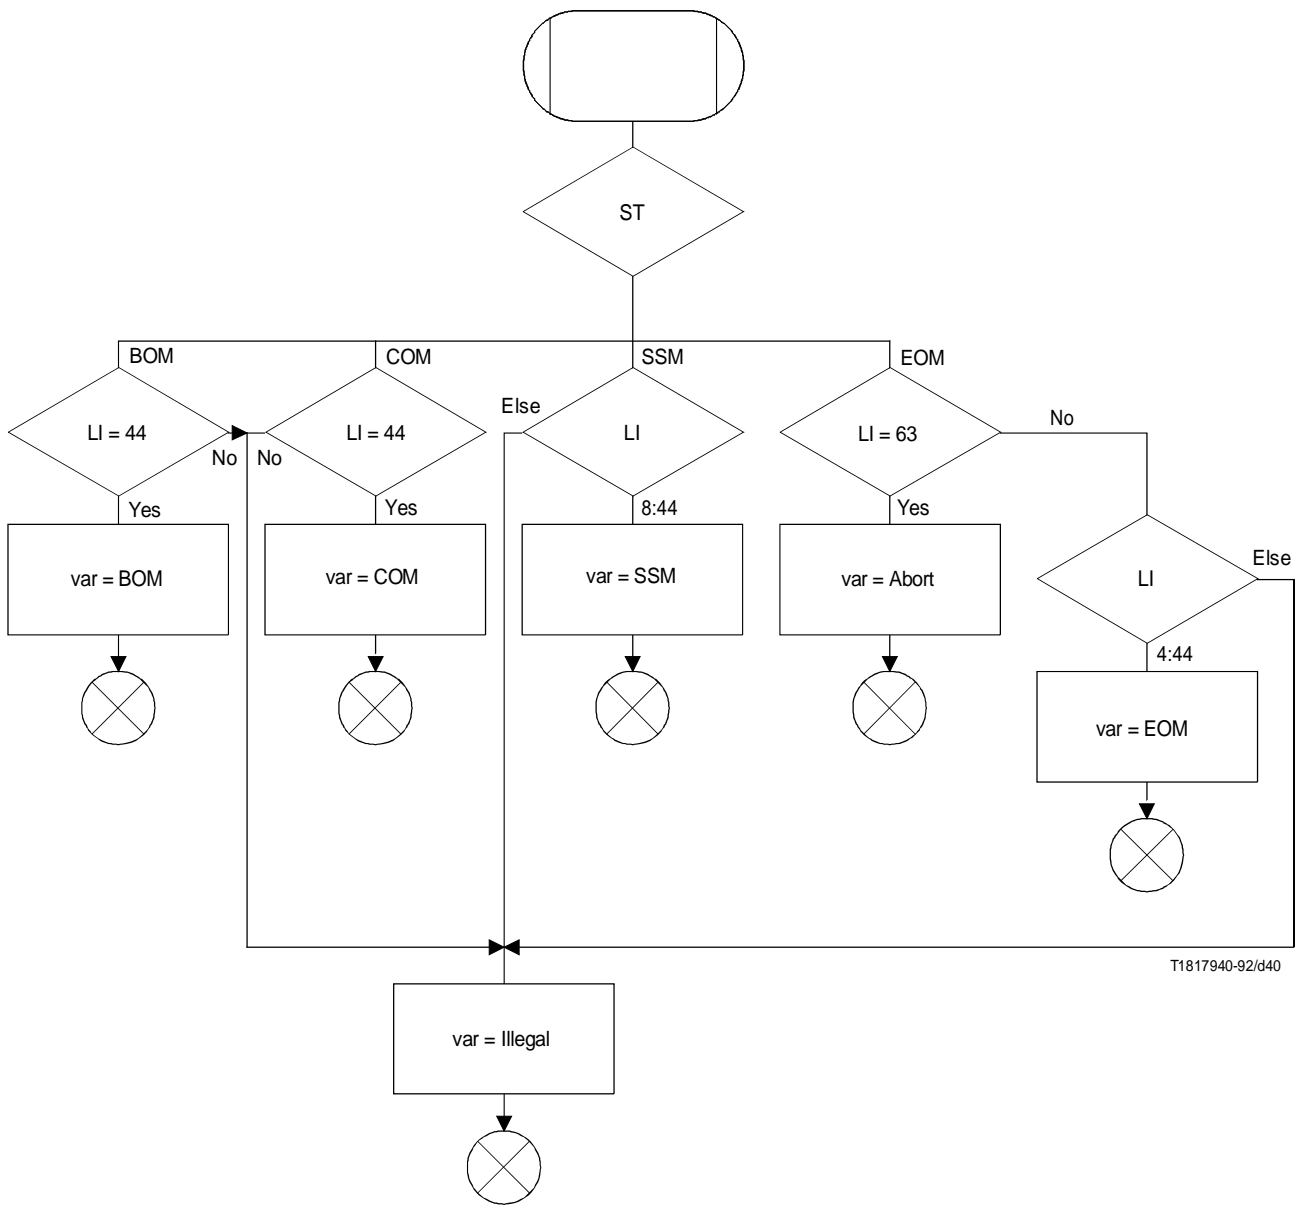 ST
BOM
COM
SSM
EOM
Else
No
LI = 44
LI = 44
LI
LI = 63
No
No
Yes
Yes
8:44
Yes
Else
var = BOM
var = COM
var = SSM
var = Abort
LI
4:44
var = EOM
T1817940-92/d40
var = Illegal